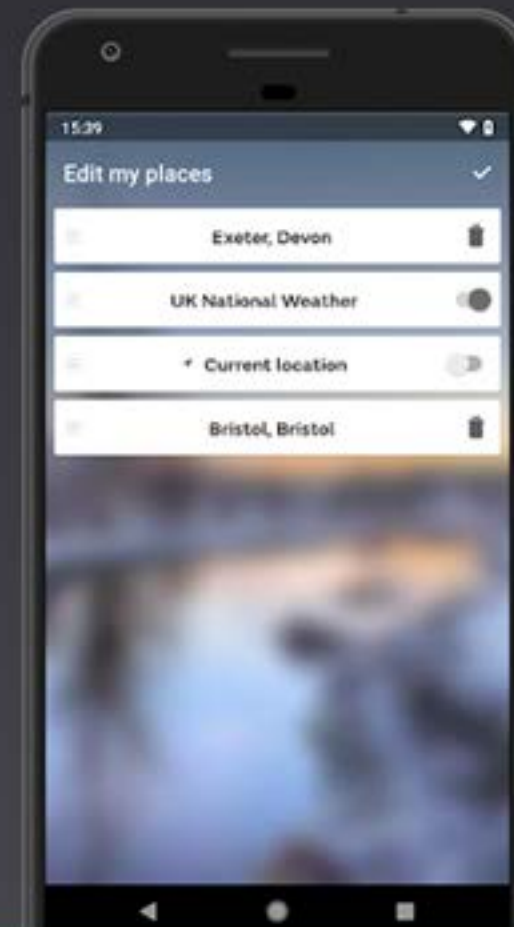 15:39
Edit my places
Exeter, Devon
UK National Weather
Current location
Bristol, Bristol